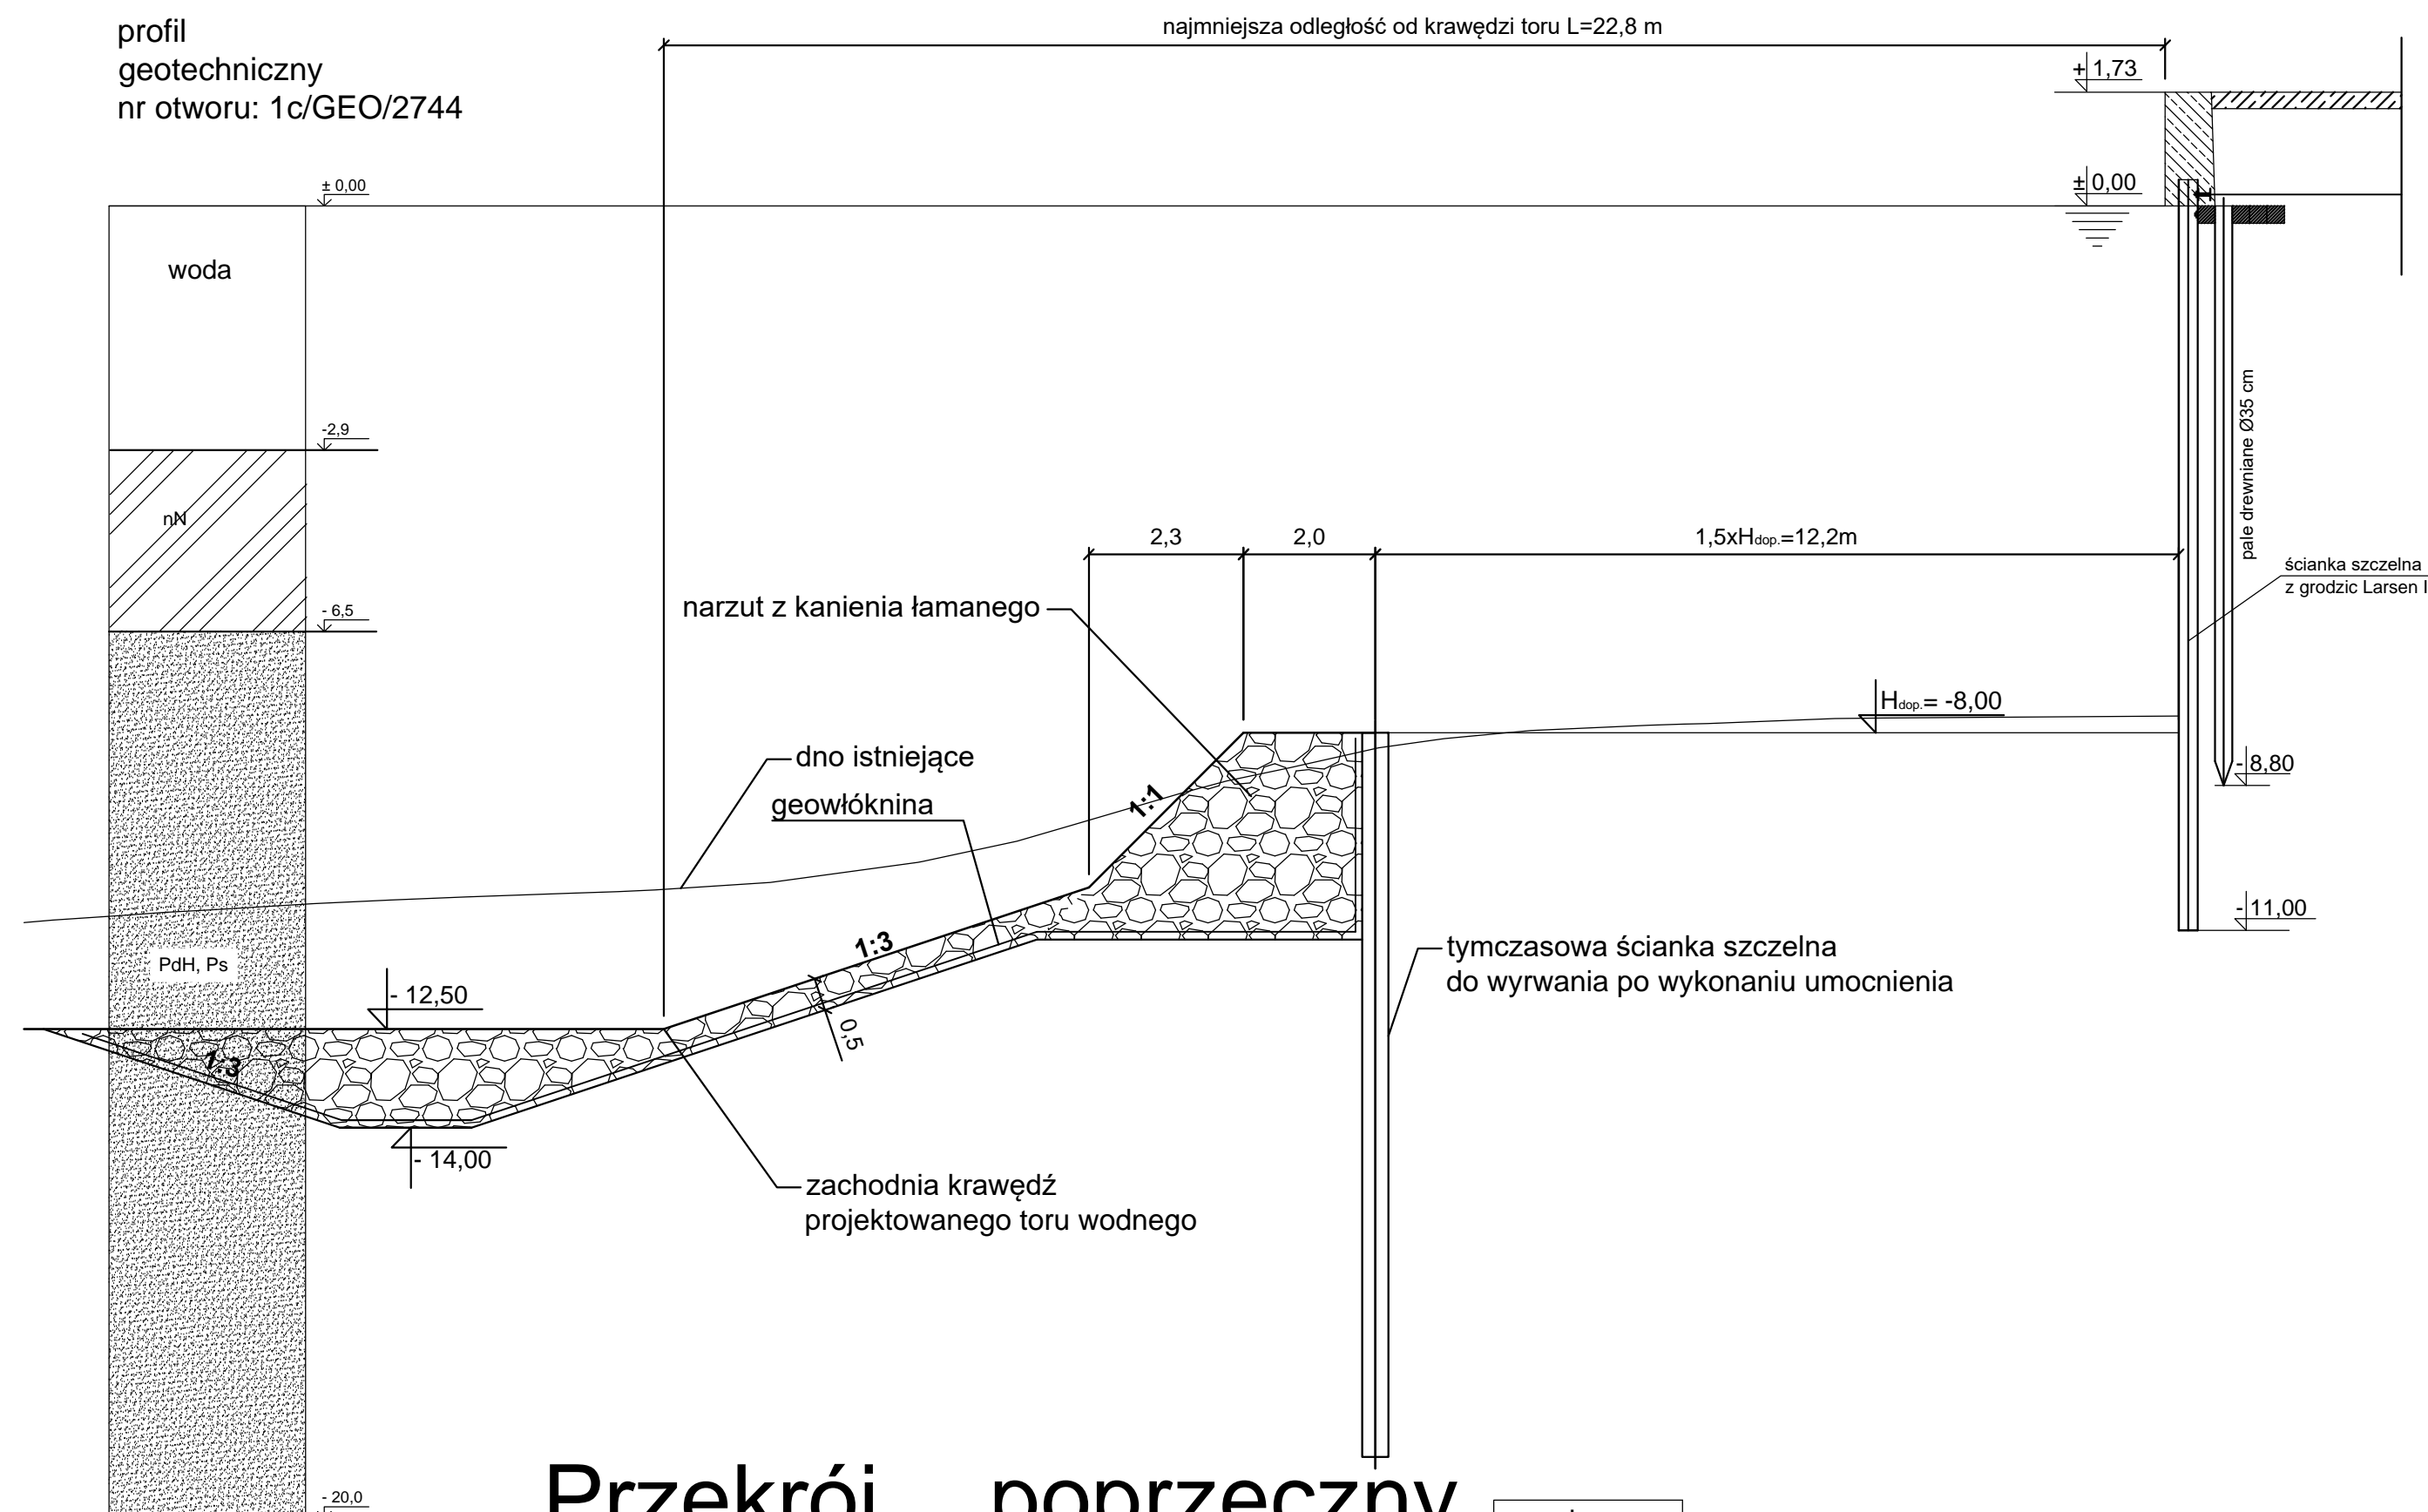 profil
geotechniczny
nr otworu: 1c/GEO/2744
najmniejsza odległość od krawędzi toru L=22,8 m
+ 1,73
± 0,00
± 0,00
woda
-2,9
nN
- 6,5
pale drewniane Ø35 cm
2,3
2,0
1,5xHdop.=12,2m
ścianka szczelna
z grodzic Larsen
narzut z kanienia łamanego
Hdop.= -8,00
dno istniejące
geowłóknina
1:1
- 8,80
1:3
- 11,00
PdH, Ps
tymczasowa ścianka szczelna
do wyrwania po wykonaniu umocnienia
- 12,50
0,5
1:3
- 14,00
zachodnia krawędź
projektowanego toru wodnego
- 20,0
Przekrój poprzeczny